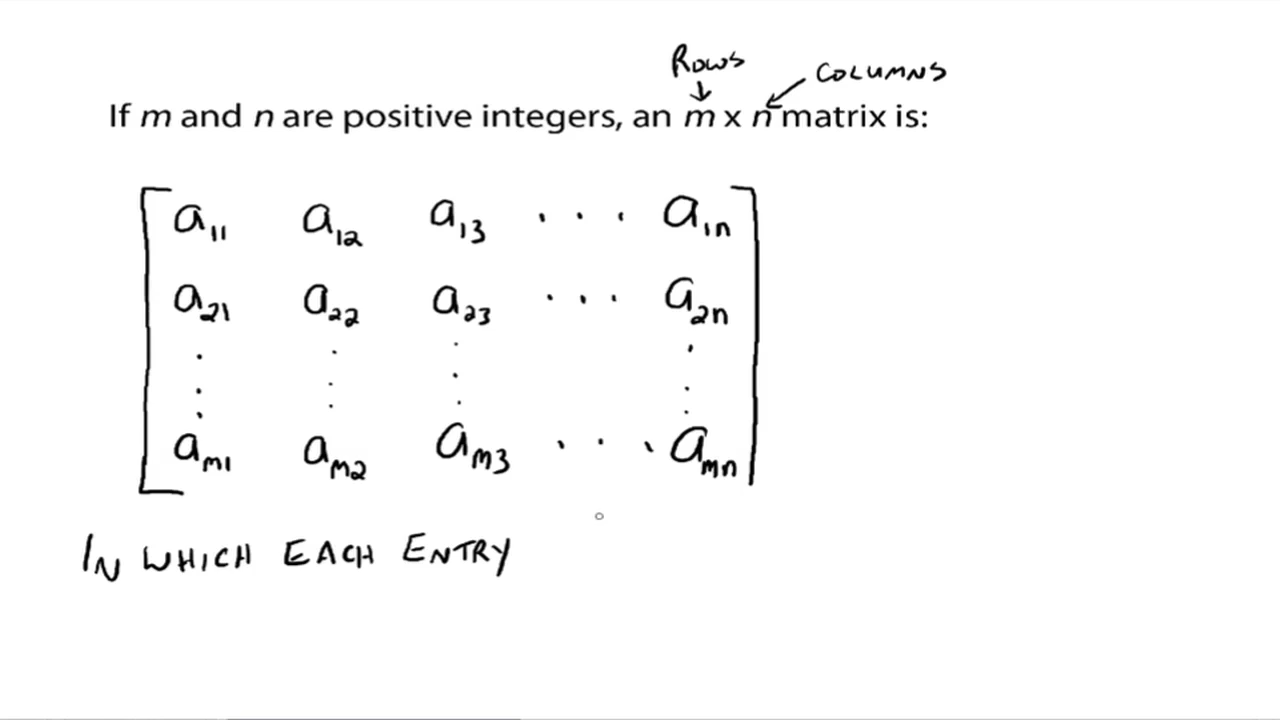 Rows COLUMNS
If m and n are positive integers, an m x n matrix is:
a11 a12 a13 ... a1n
a21 a22 a23 ... a2n
. . . .
. . . .
. . . .
am1 am2 am3 ... amn
IN WHICH EACH ENTRY